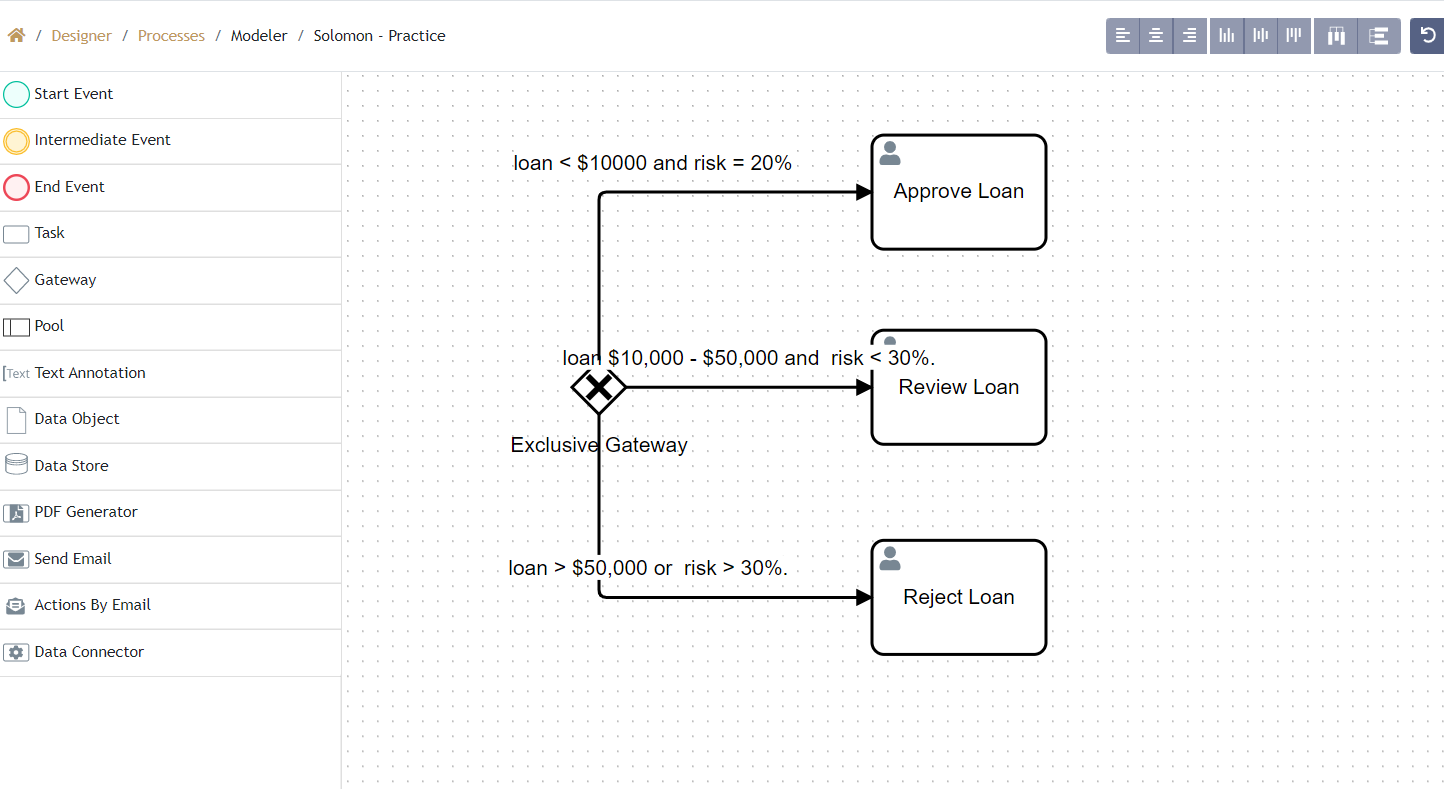 / Designer / Processes / Modeler / Solomon - Practice
Start Event
Intermediate Event
End Event
Task
Gateway
Pool
[Text Text Annotation
Data Object
Data Store
PDF Generator
Send Email
Actions By Email
Data Connector
loan < $10000 and risk = 20%
Approve Loan
loan $10,000 - $50,000 and  risk < 30%.
Review Loan
Exclusive Gateway
loan > $50,000 or  risk > 30%.
Reject Loan